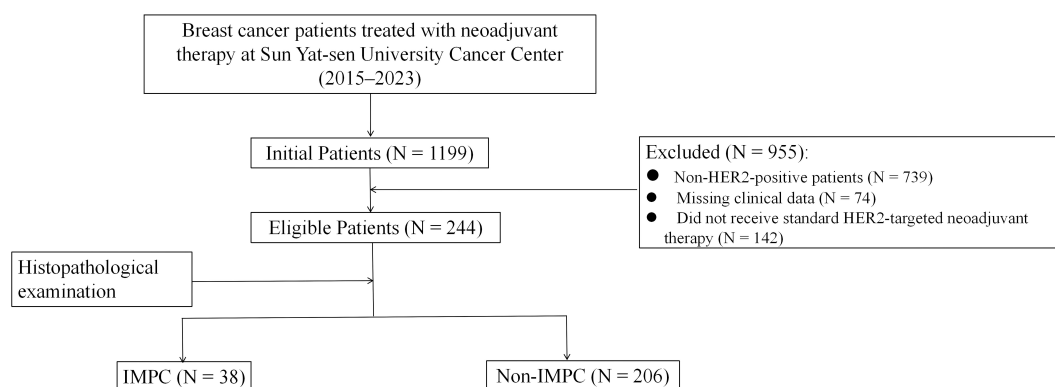 Breast cancer patients treated with neoadjuvant
therapy at Sun Yat-sen University Cancer Center
(2015–2023)
Initial Patients (N = 1199)
Excluded (N = 955):
● Non-HER2-positive patients (N = 739)
● Missing clinical data (N = 74)
● Did not receive standard HER2-targeted neoadjuvant
therapy (N = 142)
Eligible Patients (N = 244)
Histopathological
examination
IMPC (N = 38)
Non-IMPC (N = 206)